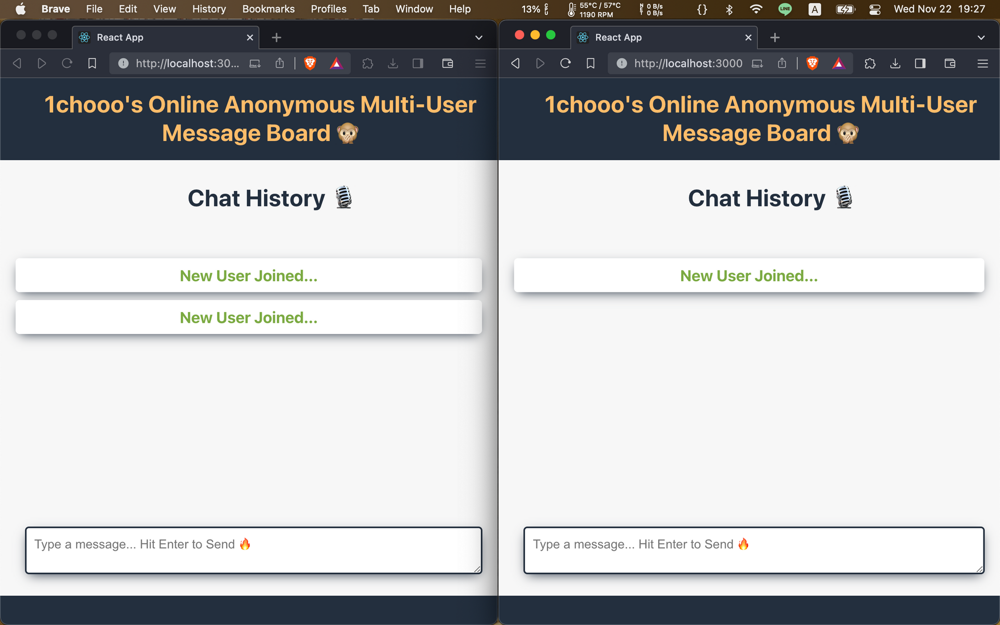 Brave File Edit View History Bookmarks Profiles Tab Window Help 13% CPU 55°C / 57°C 1190 RPM NET 0 B/s 0 B/s {} LINE A Wed Nov 22 19:27
React App
http://localhost:30...
1chooo's Online Anonymous Multi-User
Message Board 🙊
Chat History 🎙️
New User Joined...
New User Joined...
Type a message... Hit Enter to Send 🔥
React App
http://localhost:3000
1chooo's Online Anonymous Multi-User
Message Board 🙊
Chat History 🎙️
New User Joined...
Type a message... Hit Enter to Send 🔥